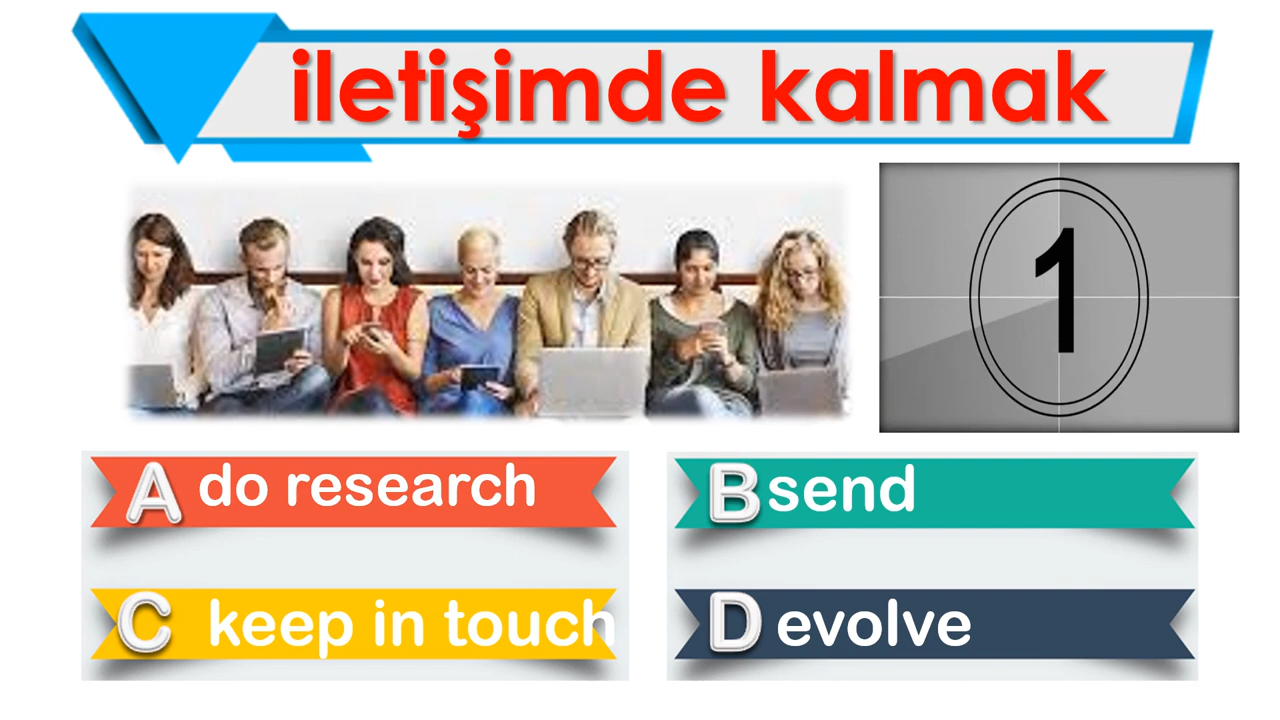 iletişimde kalmak
1
A do research
B send
C keep in touch
D evolve